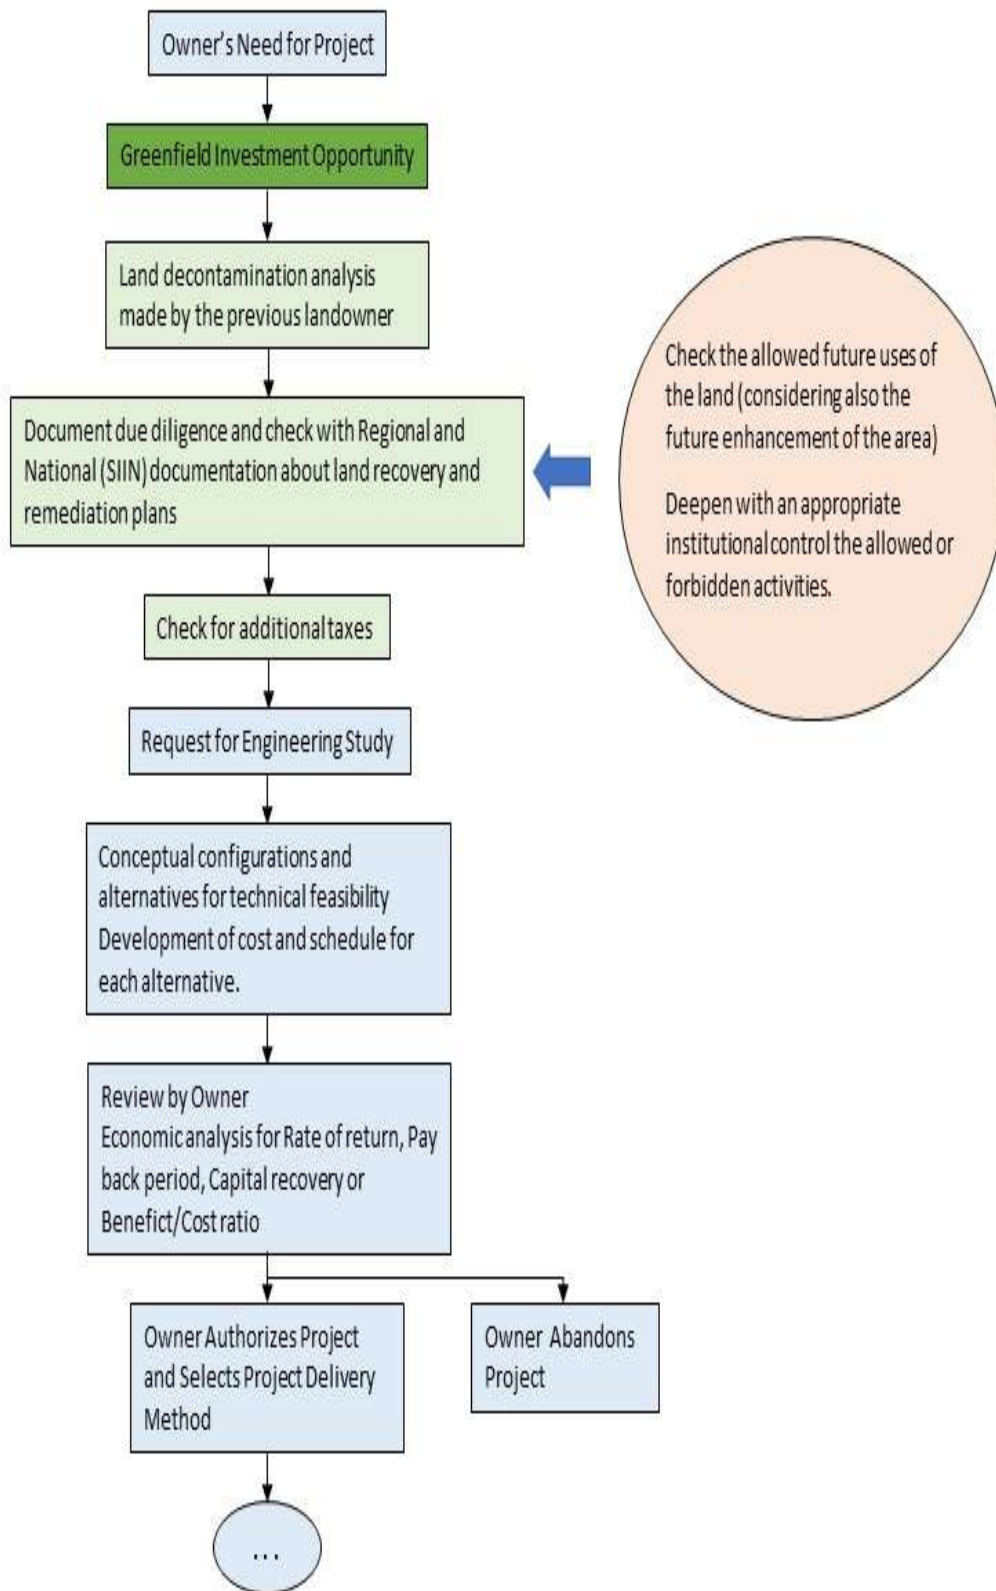 Owner's Need for Project
Greenfield Investment Opportunity
Land decontamination analysis
made by the previous landowner
Document due diligence and check with Regional and
National (SIIN) documentation about land recovery and
remediation plans
Check the allowed future uses of
the land (considering also the
future enhancement of the area)
Deepen with an appropriate
institutional control the allowed or
forbidden activities.
Check for additional taxes
Request for Engineering Study
Conceptual configurations and
alternatives for technical feasibility
Development of cost and schedule for
each alternative.
Review by Owner
Economic analysis for Rate of return, Pay
back period, Capital recovery or
Benefict/Cost ratio
Owner Authorizes Project
and Selects Project Delivery
Method
Owner Abandons
Project
...